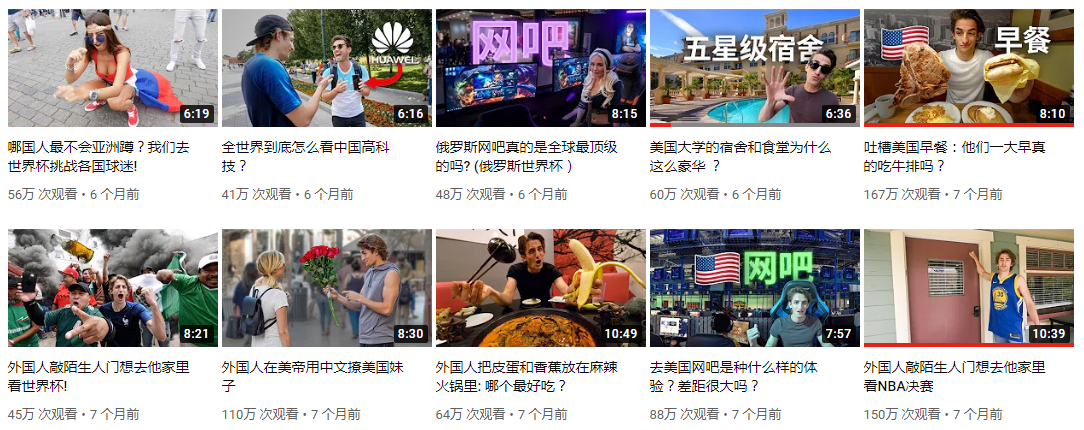 网吧
五星级宿舍
早餐
HUAWEI
6:19
6:16
8:15
6:36
8:10
哪国人最不会亚洲蹲？我们去
世界杯挑战各国球迷!
56万 次观看 • 6 个月前
全世界到底怎么看中国高科
技？
41万 次观看 • 6 个月前
俄罗斯网吧真的是全球最顶级
的吗? (俄罗斯世界杯）
48万 次观看 • 6 个月前
美国大学的宿舍和食堂为什么
这么豪华 ？
60万 次观看 • 6 个月前
吐槽美国早餐：他们一大早真
的吃牛排吗？
167万 次观看 • 7 个月前
网吧
30
8:21
8:30
10:49
7:57
10:39
外国人敲陌生人门想去他家里
看世界杯!
45万 次观看 • 7 个月前
外国人在美帝用中文撩美国妹
子
110万 次观看 • 7 个月前
外国人把皮蛋和香蕉放在麻辣
火锅里: 哪个最好吃？
64万 次观看 • 7 个月前
去美国网吧是种什么样的体
验？差距很大吗？
88万 次观看 • 7 个月前
外国人敲陌生人门想去他家里
看NBA决赛
150万 次观看 • 7 个月前